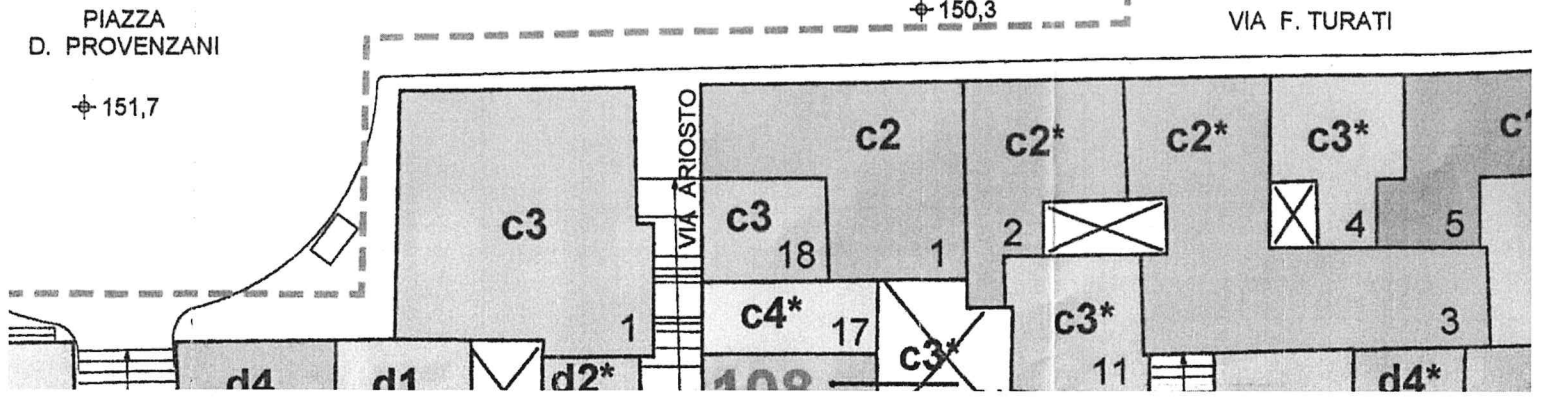 PIAZZA
D. PROVENZANI
150,3
VIA F. TURATI
151,7
VIA ARIOSTO
c2
c2*
c2*
c3*
c3
c3
18
1
2
4
5
c4*
17
c3*
c3*
11
3
1
d4
d1
d2*
108
d4*